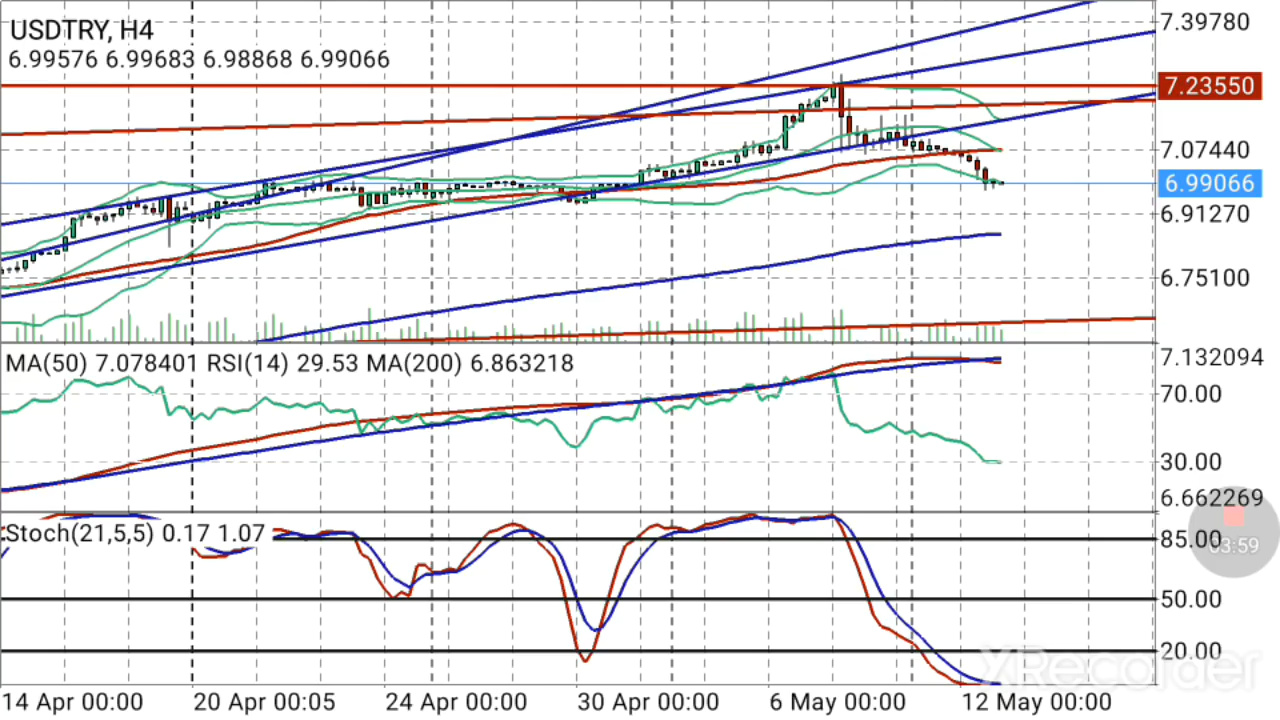 USDTRY, H4
6.99576 6.99683 6.98868 6.99066
7.39780
7.23550
7.07440
6.99066
6.91270
6.75100
MA(50) 7.078401 RSI(14) 29.53 MA(200) 6.863218
7.132094
70.00
30.00
6.662269
Stoch(21,5,5) 0.17 1.07
85.00
03:59
50.00
20.00
XRecorder
14 Apr 00:00 20 Apr 00:05 24 Apr 00:00 30 Apr 00:00 6 May 00:00 12 May 00:00